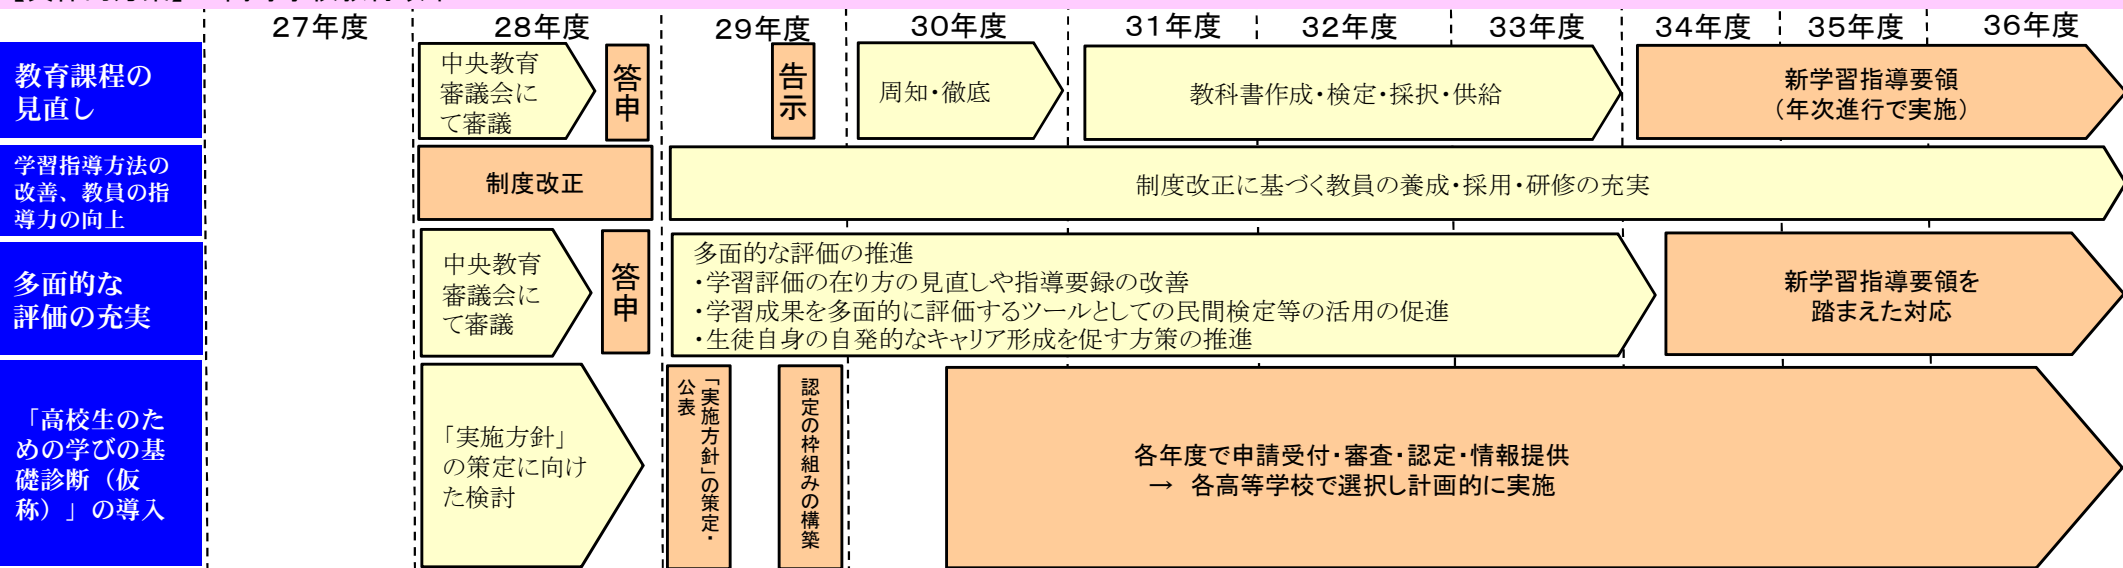 27年度 28年度 29年度 30年度 31年度 32年度 33年度 34年度 35年度 36年度
教育課程の
見直し
中央教育
審議会に
て審議
答申
告示
周知・徹底
教科書作成・検定・採択・供給
新学習指導要領
（年次進行で実施）
学習指導方法の
改善、教員の指
導力の向上
制度改正
制度改正に基づく教員の養成・採用・研修の充実
多面的な
評価の充実
中央教育
審議会に
て審議
答申
多面的な評価の推進
・学習評価の在り方の見直しや指導要録の改善
・学習成果を多面的に評価するツールとしての民間検定等の活用の促進
・生徒自身の自発的なキャリア形成を促す方策の推進
新学習指導要領を
踏まえた対応
「高校生のた
めの学びの基
礎診断（仮
称）」の導入
「実施方針」
の策定に向け
た検討
「実施方針」の策定・
公表
認定の枠組みの構築
各年度で申請受付・審査・認定・情報提供
→ 各高等学校で選択し計画的に実施